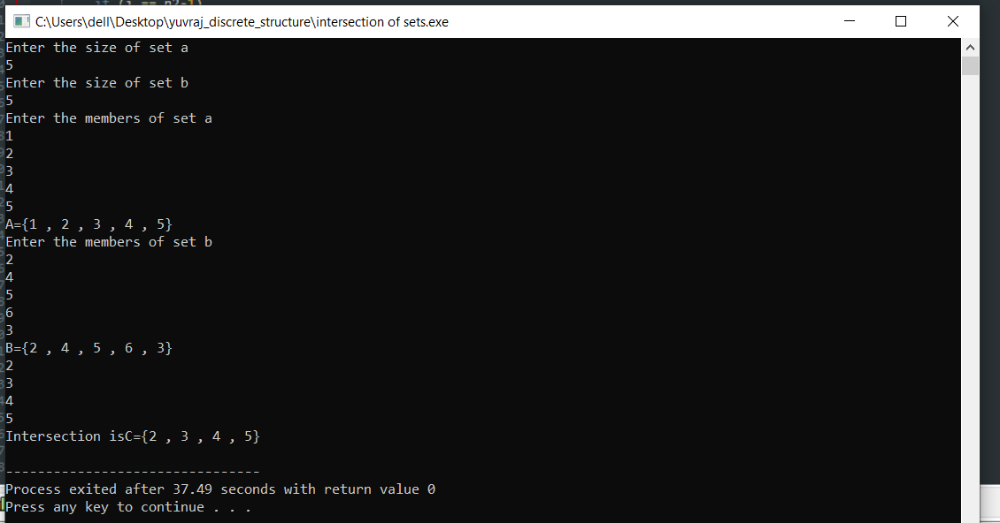 C:\Users\dell\Desktop\yuvraj_discrete_structure\intersection of sets.exe
Enter the size of set a
5
Enter the size of set b
5
Enter the members of set a
1
2
3
4
5
A={1 , 2 , 3 , 4 , 5}
Enter the members of set b
2
4
5
6
3
B={2 , 4 , 5 , 6 , 3}
2
3
4
5
Intersection isC={2 , 3 , 4 , 5}
--------------------------------
Process exited after 37.49 seconds with return value 0
Press any key to continue . . .